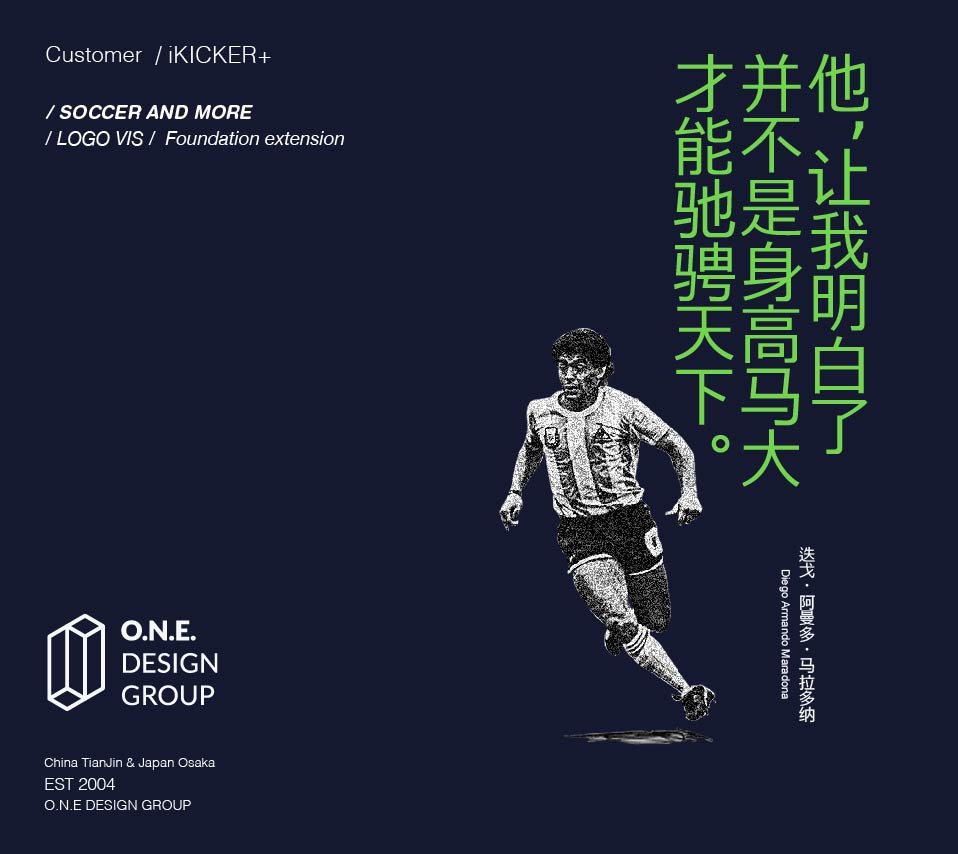 Customer / iKICKER+
/ SOCCER AND MORE
/ LOGO VIS / Foundation extension
他，让我明白了
并不是身高马大
才能驰骋天下。
迭戈·阿曼多·马拉多纳
Diego Armando Maradona
O.N.E.
DESIGN
GROUP
China TianJin & Japan Osaka
EST 2004
O.N.E DESIGN GROUP